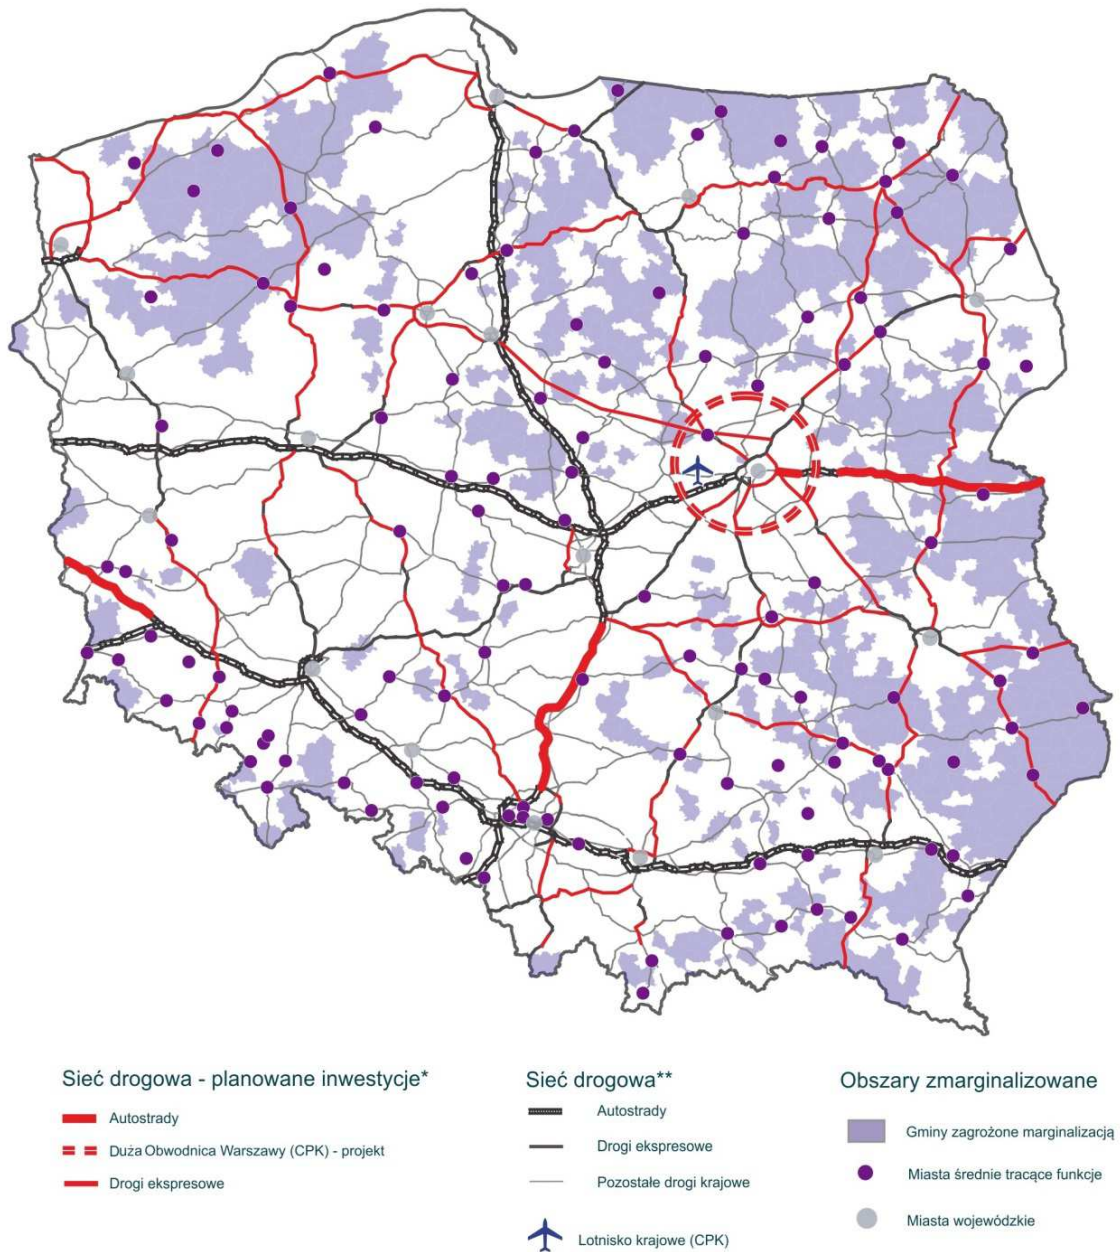 Sieć drogowa - planowane inwestycje*
Autostrady
Duża Obwodnica Warszawy (CPK) - projekt
Drogi ekspresowe
Sieć drogowa**
Autostrady
Drogi ekspresowe
Pozostałe drogi krajowe
Lotnisko krajowe (CPK)
Obszary zmarginalizowane
Gminy zagrożone marginalizacją
Miasta średnie tracące funkcje
Miasta wojewódzkie